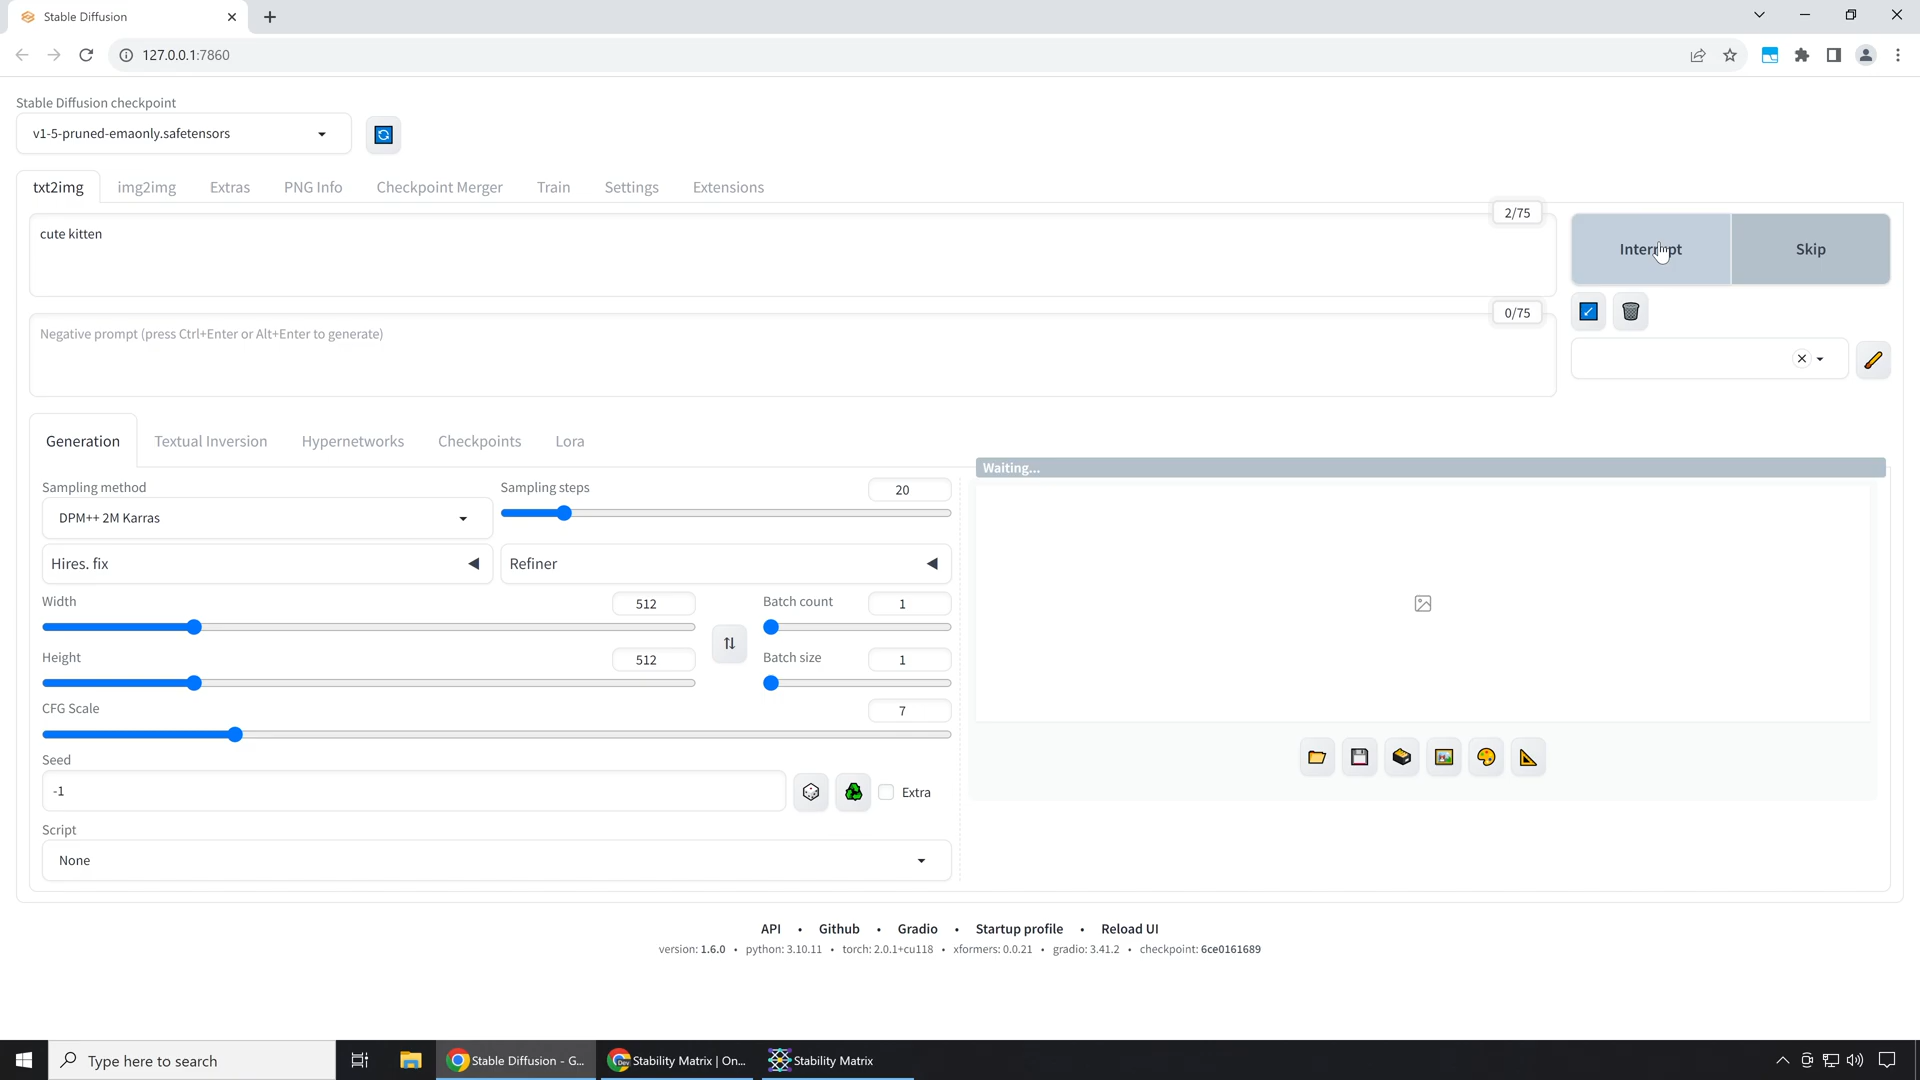 Stable Diffusion
127.0.0.1:7860
Stable Diffusion checkpoint
v1-5-pruned-emaonly.safetensors
txt2img img2img Extras PNG Info Checkpoint Merger Train Settings Extensions
2/75
cute kitten
Interrupt Skip
0/75
Negative prompt (press Ctrl+Enter or Alt+Enter to generate)
Generation Textual Inversion Hypernetworks Checkpoints Lora
Waiting...
Sampling method Sampling steps 20
DPM++ 2M Karras
Hires. fix Refiner
Width 512 Batch count 1
Height 512 Batch size 1
CFG Scale 7
Seed
-1 Extra
Script
None
API • Github • Gradio • Startup profile • Reload UI
version: 1.6.0 • python: 3.10.11 • torch: 2.0.1+cu118 • xformers: 0.0.21 • gradio: 3.41.2 • checkpoint: 6ce0161689
Type here to search Stable Diffusion - G... Dev Stability Matrix | On... Stability Matrix